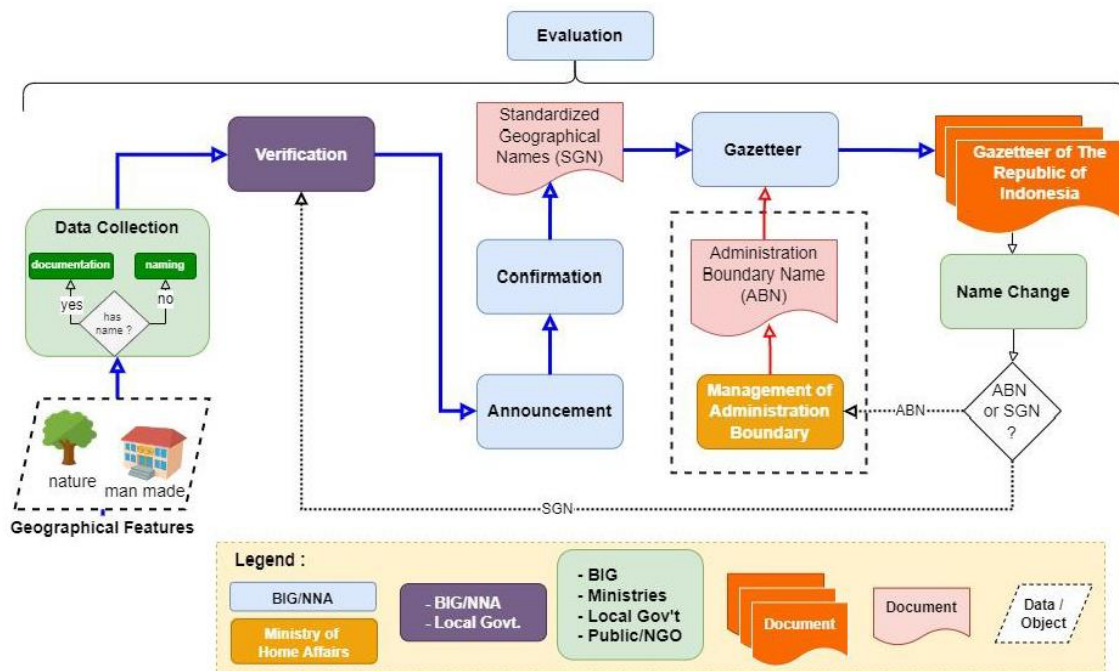 Evaluation
Verification
Standardized
Geographical
Names (SGN)
Gazetteer
Gazetteer of The
Republic of
Indonesia
Data Collection
documentation
naming
yes
no
has
name ?
Confirmation
Administration
Boundary Name
(ABN)
Name Change
Announcement
Management of
Administration
Boundary
ABN
ABN
or SGN
?
nature
man made
Geographical Features
SGN
Legend :
BIG/NNA
Ministry of
Home Affairs
- BIG/NNA
- Local Govt.
- BIG
- Ministries
- Local Gov't
- Public/NGO
Document
Document
Data /
Object